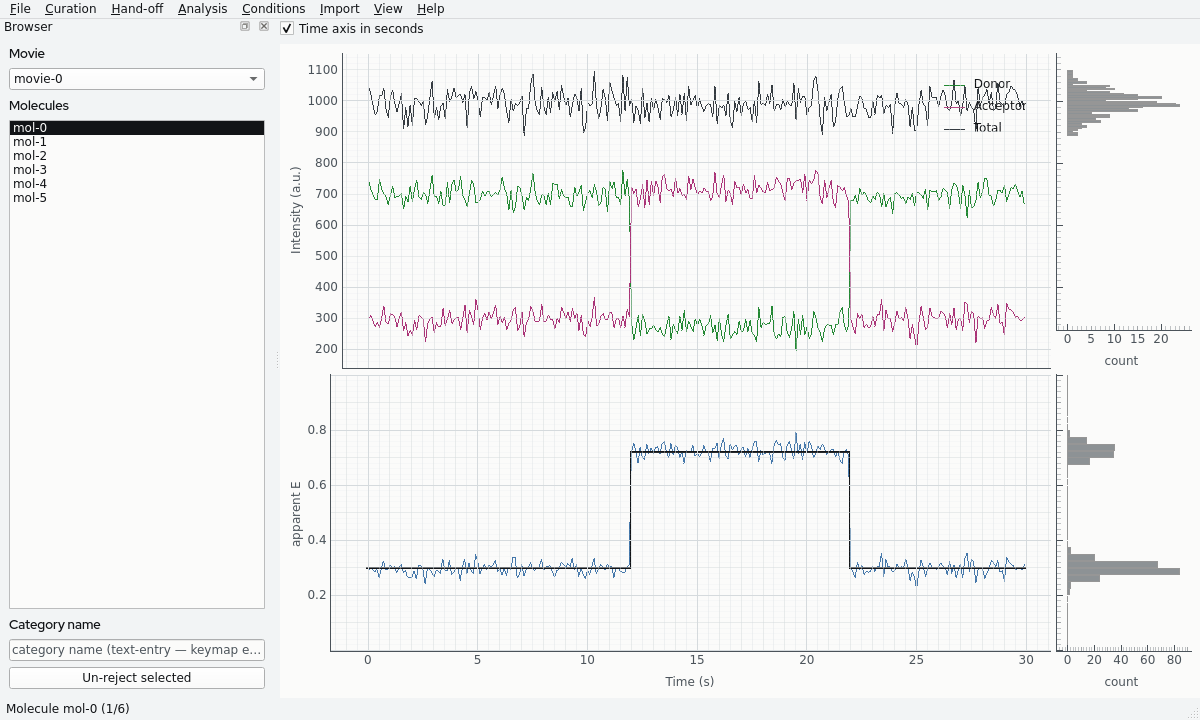 File Curation Hand-off Analysis Conditions Import View Help
Browser
Time axis in seconds
Movie
movie-0
Molecules
mol-0
mol-1
mol-2
mol-3
mol-4
mol-5
Category name
category name (text-entry — keymap e...
Un-reject selected
Molecule mol-0 (1/6)
Intensity (a.u.)
1100
1000
900
800
700
600
500
400
300
200
Donor
Acceptor
Total
0 5 10 15 20
count
apparent E
0.8
0.6
0.4
0.2
0 5 10 15 20 25 30
Time (s)
0 20 40 60 80
count